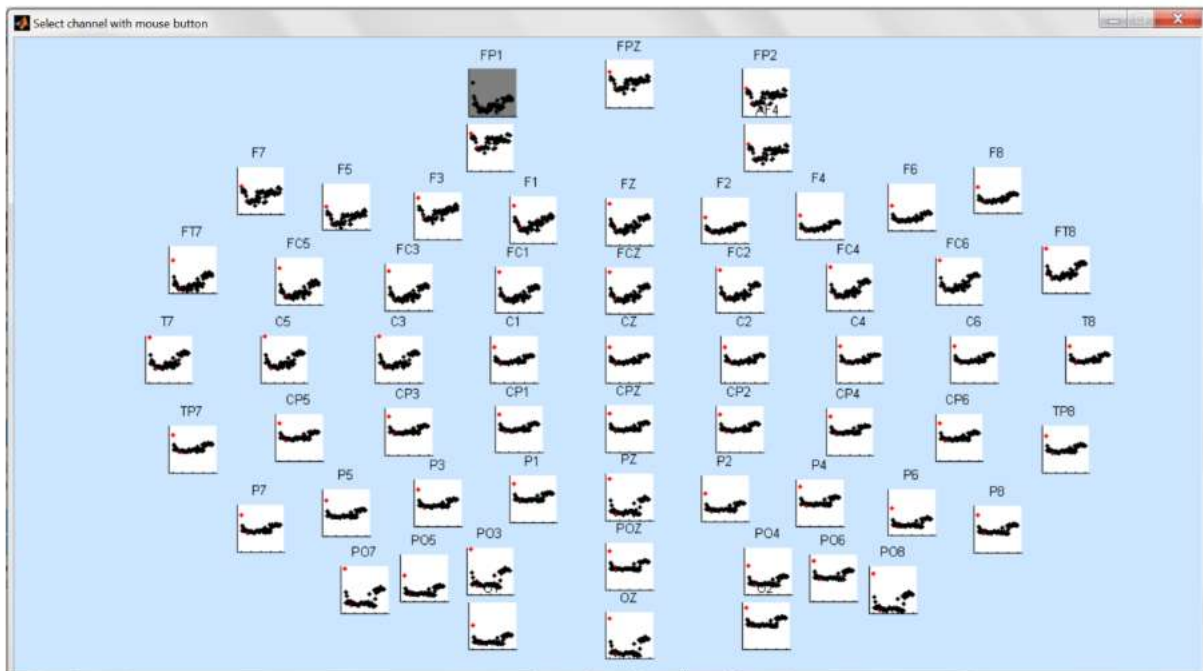 Select channel with mouse button
FP1 FPZ FP2
AF4
F7 F5 F3 F1 FZ F2 F4 F6 F8
FT7 FC5 FC3 FC1 FCZ FC2 FC4 FC6 FT8
T7 C5 C3 C1 CZ C2 C4 C6 T8
TP7 CP5 CP3 CP1 CPZ CP2 CP4 CP6 TP8
P7 P5 P3 P1 PZ P2 P4 P6 P8
PO7 PO5 PO3 POZ PO4 PO6 PO8
OZ O2